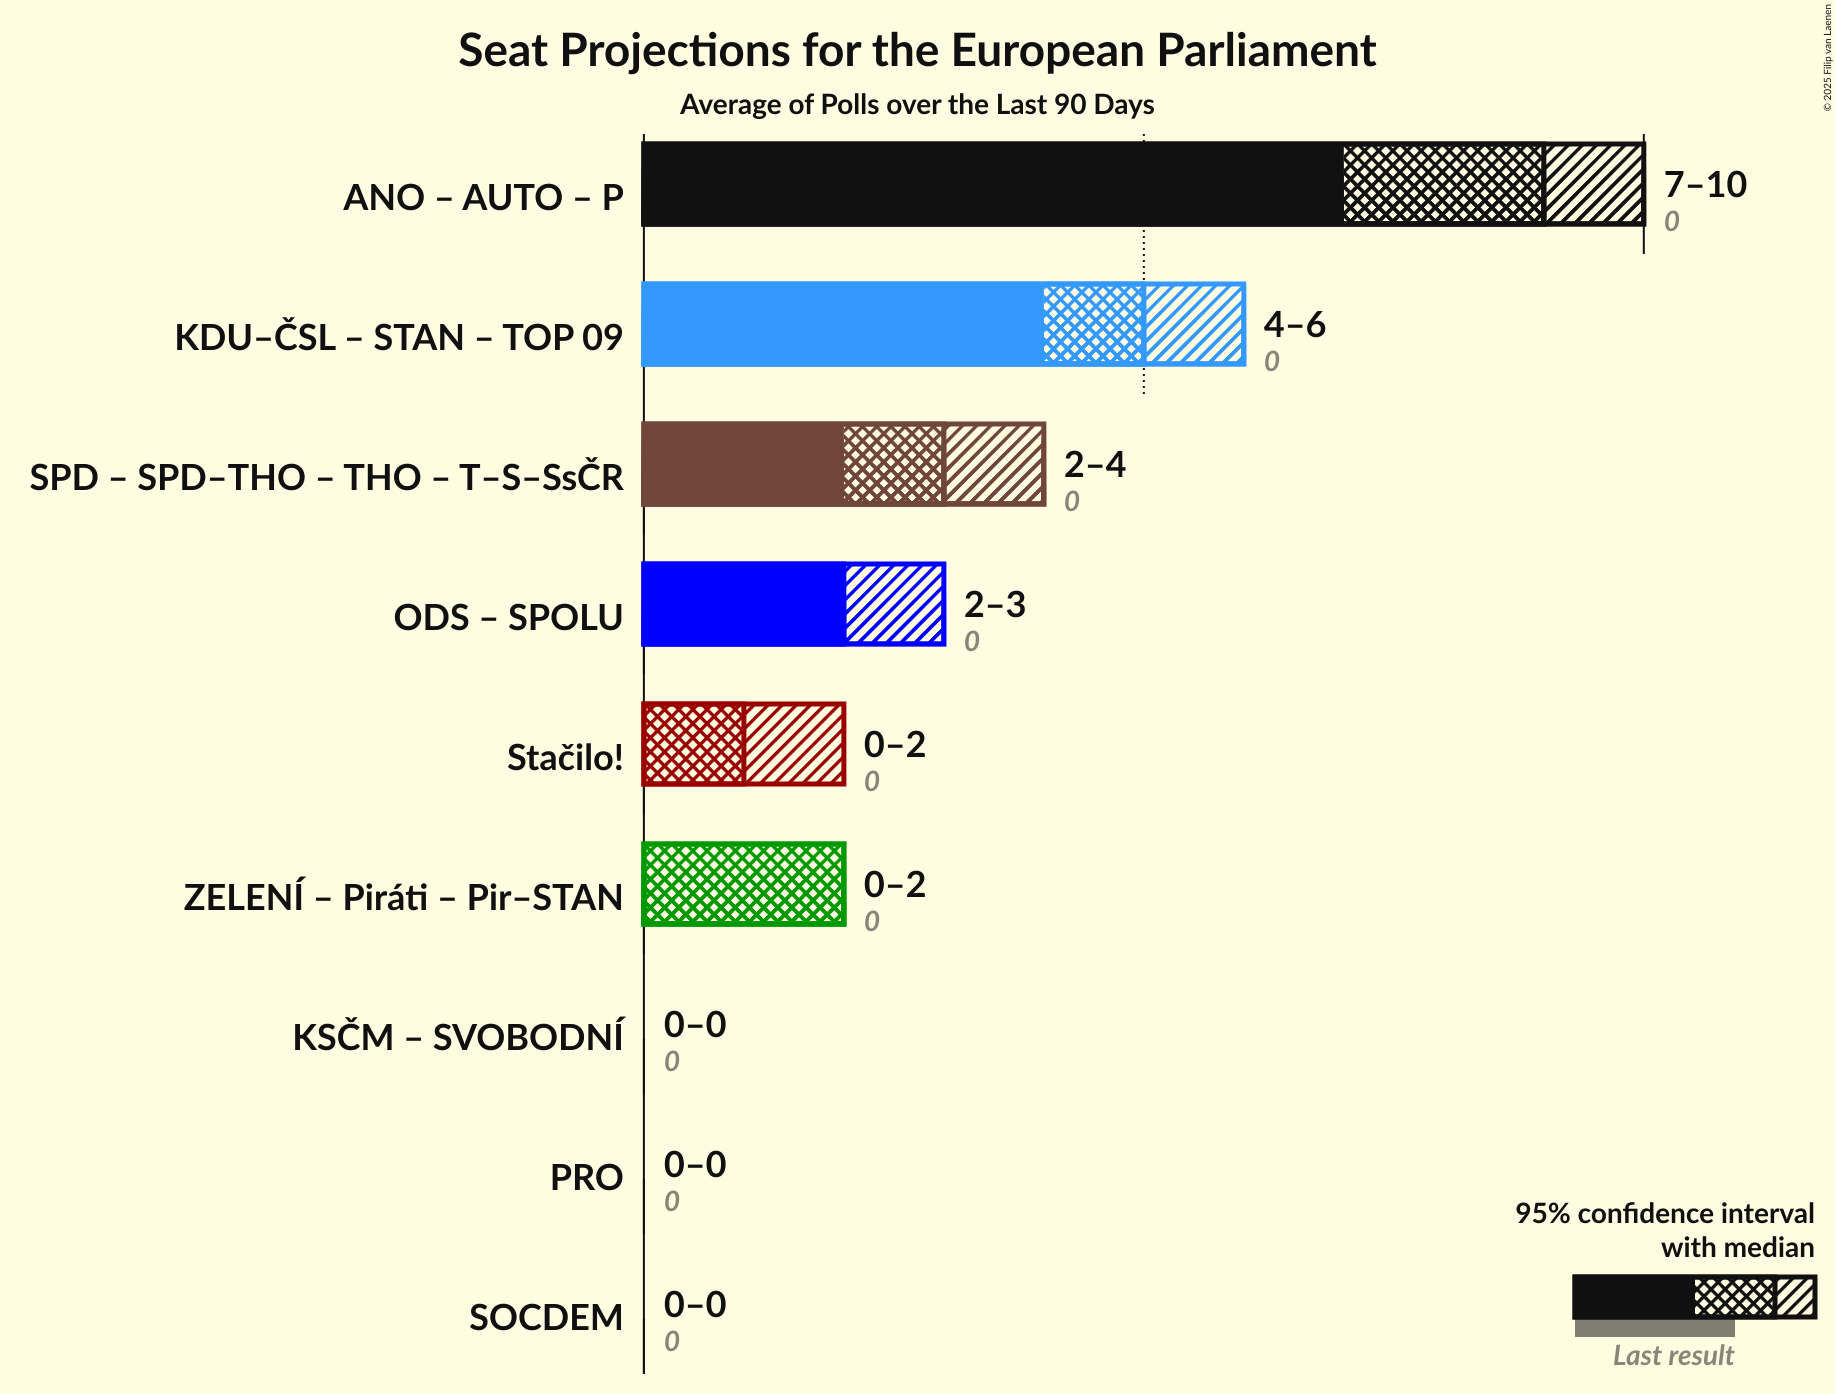 Seat Projections for the European Parliament
Average of Polls over the Last 90 Days
© 2025 Filip van Laenen
ANO – AUTO – P
7–10
0
KDU–ČSL – STAN – TOP 09
4–6
0
SPD – SPD–THO – THO – T–S–SsČR
2–4
0
ODS – SPOLU
2–3
0
Stačilo!
0–2
0
ZELENÍ – Piráti – Pir–STAN
0–2
0
KSČM – SVOBODNÍ
0–0
0
PRO
0–0
0
SOCDEM
0–0
0
95% confidence interval
with median
Last result